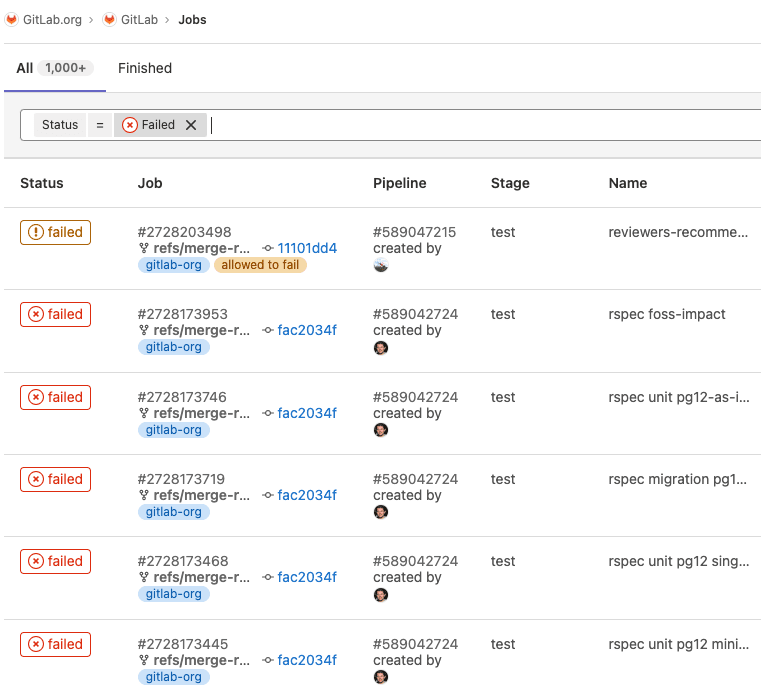 GitLab.org › GitLab › Jobs
All 1,000+ Finished
Status = Failed
Status Job Pipeline Stage Name
failed #2728203498 #589047215 test reviewers-recomme...
refs/merge-r... 11101dd4 created by
gitlab-org allowed to fail
failed #2728173953 #589042724 test rspec foss-impact
refs/merge-r... fac2034f created by
gitlab-org
failed #2728173746 #589042724 test rspec unit pg12-as-i...
refs/merge-r... fac2034f created by
gitlab-org
failed #2728173719 #589042724 test rspec migration pg1...
refs/merge-r... fac2034f created by
gitlab-org
failed #2728173468 #589042724 test rspec unit pg12 sing...
refs/merge-r... fac2034f created by
gitlab-org
failed #2728173445 #589042724 test rspec unit pg12 mini...
refs/merge-r... fac2034f created by
gitlab-org